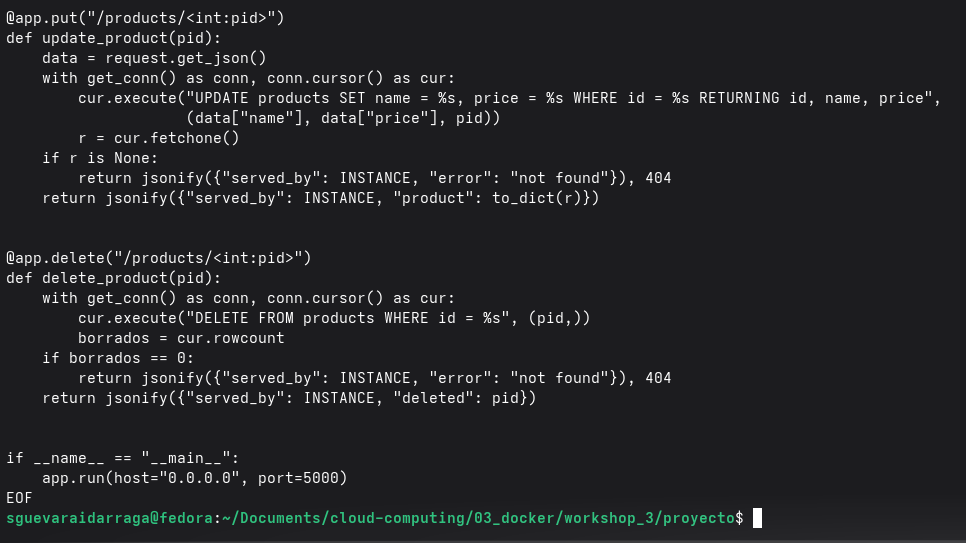 @app.put("/products/<int:pid>")
def update_product(pid):
    data = request.get_json()
    with get_conn() as conn, conn.cursor() as cur:
        cur.execute("UPDATE products SET name = %s, price = %s WHERE id = %s RETURNING id, name, price",
                    (data["name"], data["price"], pid))
        r = cur.fetchone()
    if r is None:
        return jsonify({"served_by": INSTANCE, "error": "not found"}), 404
    return jsonify({"served_by": INSTANCE, "product": to_dict(r)})


@app.delete("/products/<int:pid>")
def delete_product(pid):
    with get_conn() as conn, conn.cursor() as cur:
        cur.execute("DELETE FROM products WHERE id = %s", (pid,))
        borrados = cur.rowcount
    if borrados == 0:
        return jsonify({"served_by": INSTANCE, "error": "not found"}), 404
    return jsonify({"served_by": INSTANCE, "deleted": pid})


if __name__ == "__main__":
    app.run(host="0.0.0.0", port=5000)
EOF
sguevaraidarraga@fedora:~/Documents/cloud-computing/03_docker/workshop_3/proyecto$